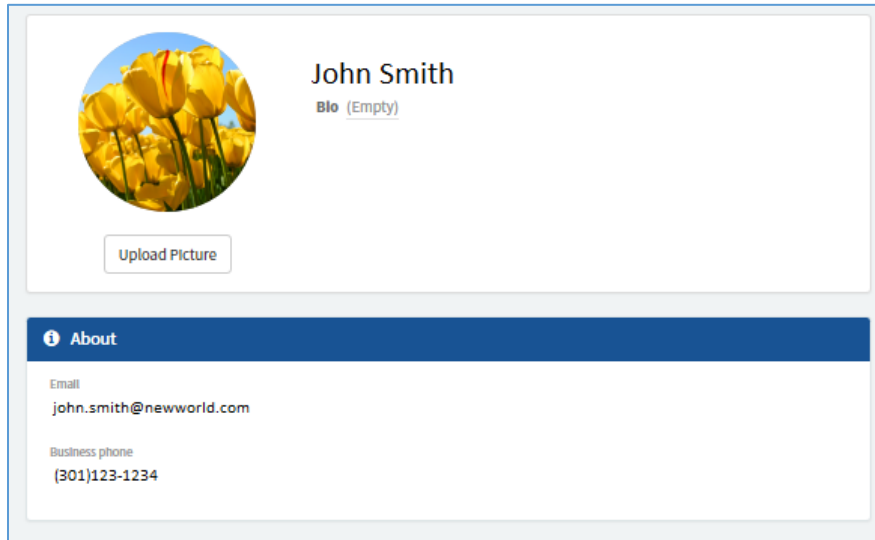 John Smith
Bio (Empty)
Upload Picture
About
Email
john.smith@newworld.com
Business phone
(301)123-1234